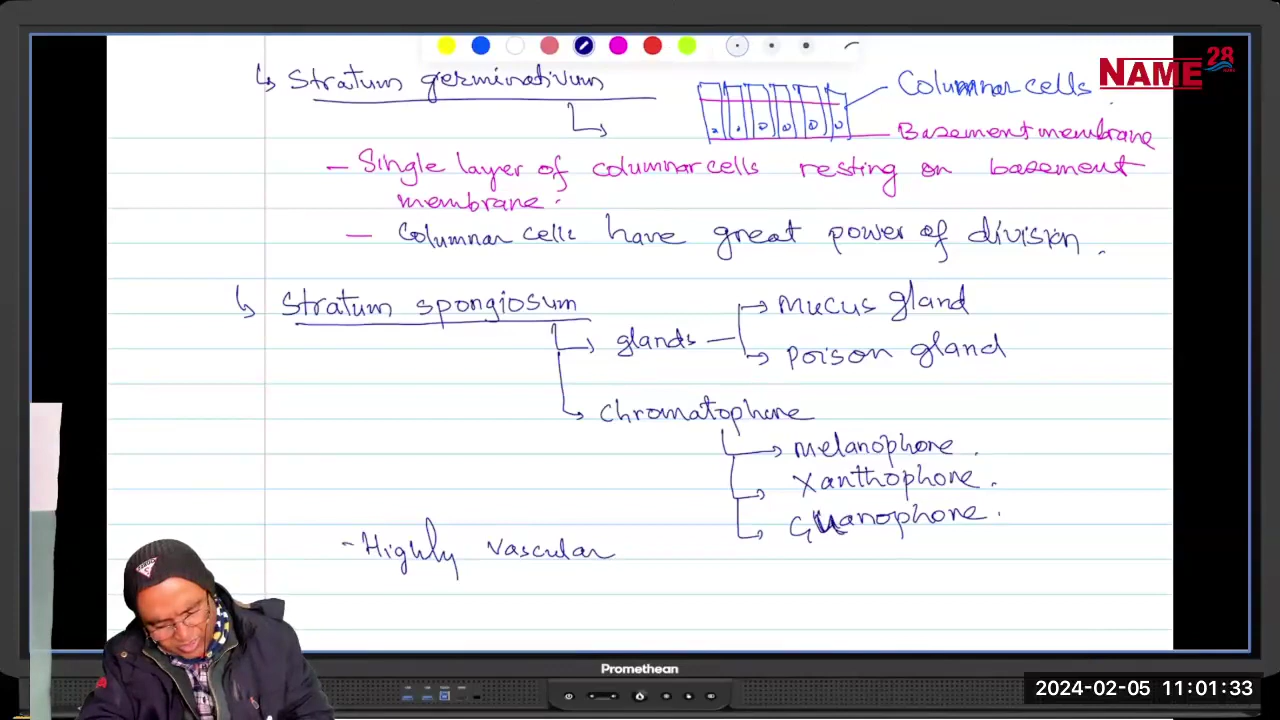 NAME 28
↳ Stratum germinativum
Columnar cells
Basement membrane
— Single layer of columnar cells resting on basement
membrane.
— Columnar cells have great power of division.
↳ Stratum spongiosum
→ mucus gland
glands
→ poison gland
chromatophore
→ melanophore.
→ Xanthophore.
→ Guanophore.
- Highly vascular
Promethean
2024-02-05 11:01:33